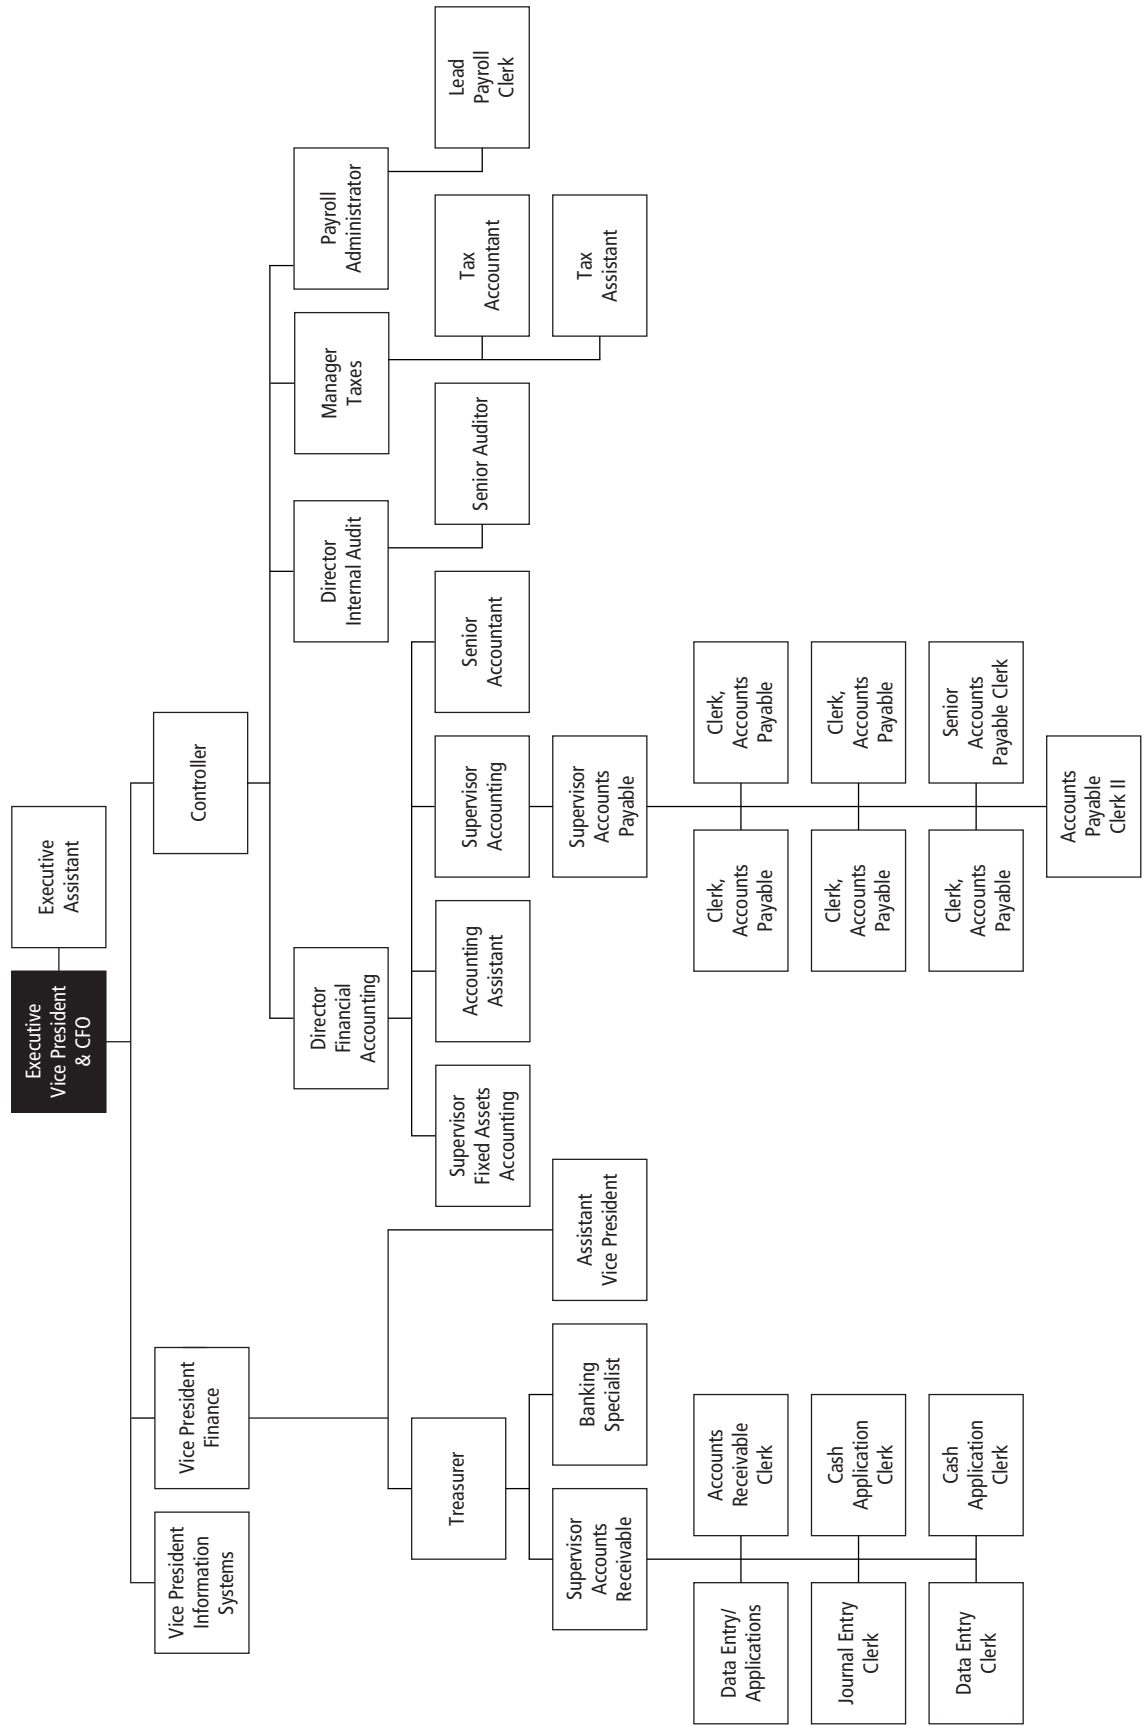 Executive
Vice President
& CFO
Executive
Assistant
Vice President
Information
Systems
Vice President
Finance
Controller
Treasurer
Assistant
Vice President
Supervisor
Accounts
Receivable
Banking
Specialist
Data Entry/
Applications
Accounts
Receivable
Clerk
Journal Entry
Clerk
Cash
Application
Clerk
Data Entry
Clerk
Cash
Application
Clerk
Director
Financial
Accounting
Director
Internal Audit
Manager
Taxes
Payroll
Administrator
Supervisor
Fixed Assets
Accounting
Accounting
Assistant
Supervisor
Accounting
Senior
Accountant
Senior Auditor
Tax
Accountant
Tax
Assistant
Lead
Payroll
Clerk
Supervisor
Accounts
Payable
Clerk,
Accounts
Payable
Clerk,
Accounts
Payable
Clerk,
Accounts
Payable
Clerk,
Accounts
Payable
Clerk,
Accounts
Payable
Senior
Accounts
Payable Clerk
Accounts
Payable
Clerk II